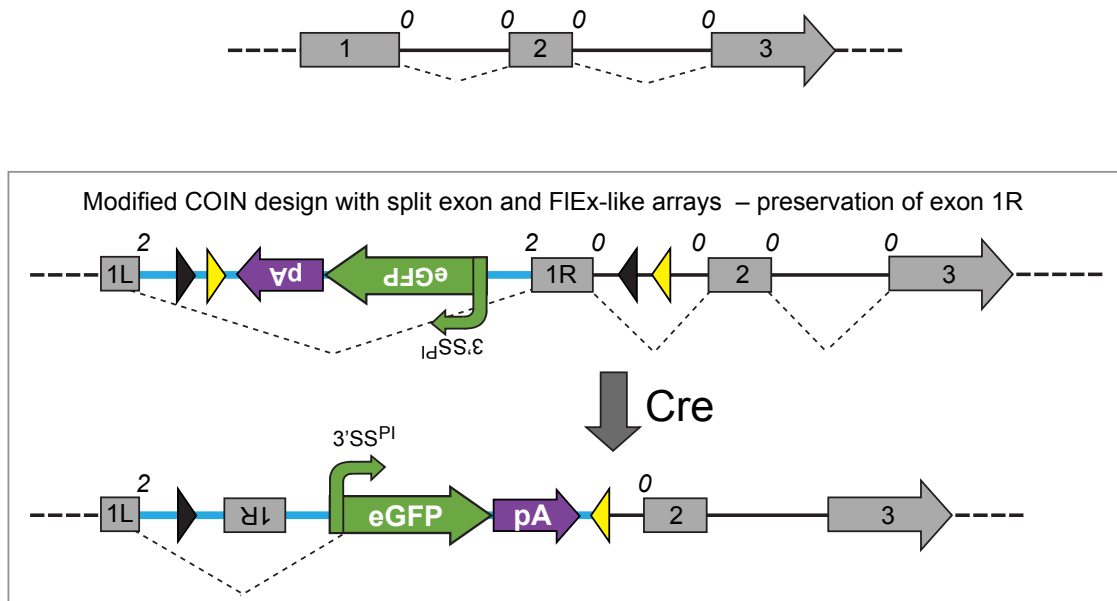 0 0 0 0
1 2 3
Modified COIN design with split exon and FlEx-like arrays – preservation of exon 1R
2 2 0 0 0 0
1L pA eGFP 1R 2 3
3'SSPI
Cre
3'SSPI
2 0
1L 1R eGFP pA 2 3